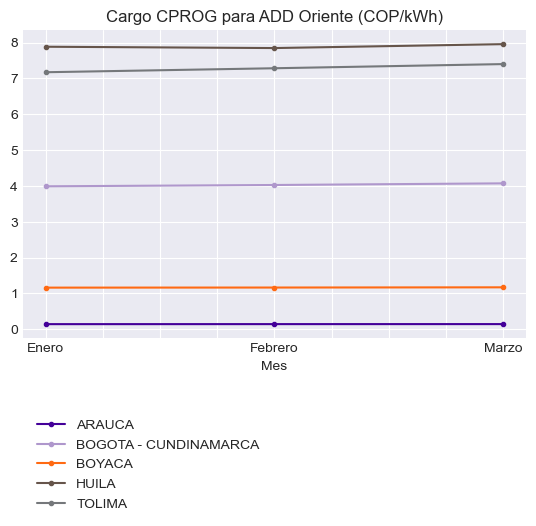 Cargo CPROG para ADD Oriente (COP/kWh)
8
7
6
5
4
3
2
1
0
Enero Febrero Marzo
Mes
ARAUCA
BOGOTA - CUNDINAMARCA
BOYACA
HUILA
TOLIMA